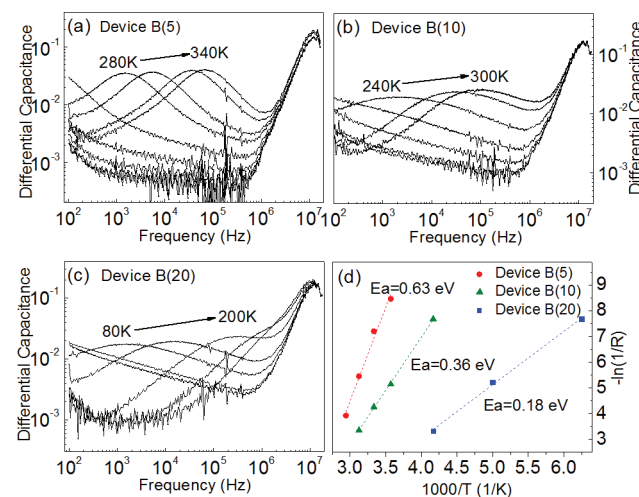 (a) Device B(5)
280K 340K
10⁻¹
10⁻²
10⁻³
Differential Capacitance
10² 10³ 10⁴ 10⁵ 10⁶ 10⁷
Frequency (Hz)
(b) Device B(10)
240K 300K
10⁻¹
10⁻²
10⁻³
Differential Capacitance
10² 10³ 10⁴ 10⁵ 10⁶ 10⁷
Frequency (Hz)
(c) Device B(20)
80K 200K
10⁻¹
10⁻²
10⁻³
Differential Capacitance
10² 10³ 10⁴ 10⁵ 10⁶ 10⁷
Frequency (Hz)
(d)
Device B(5)
Device B(10)
Device B(20)
Ea=0.63 eV
Ea=0.36 eV
Ea=0.18 eV
9
8
7
6
5
4
3
-ln(1/R)
3.0 3.5 4.0 4.5 5.0 5.5 6.0
1000/T (1/K)